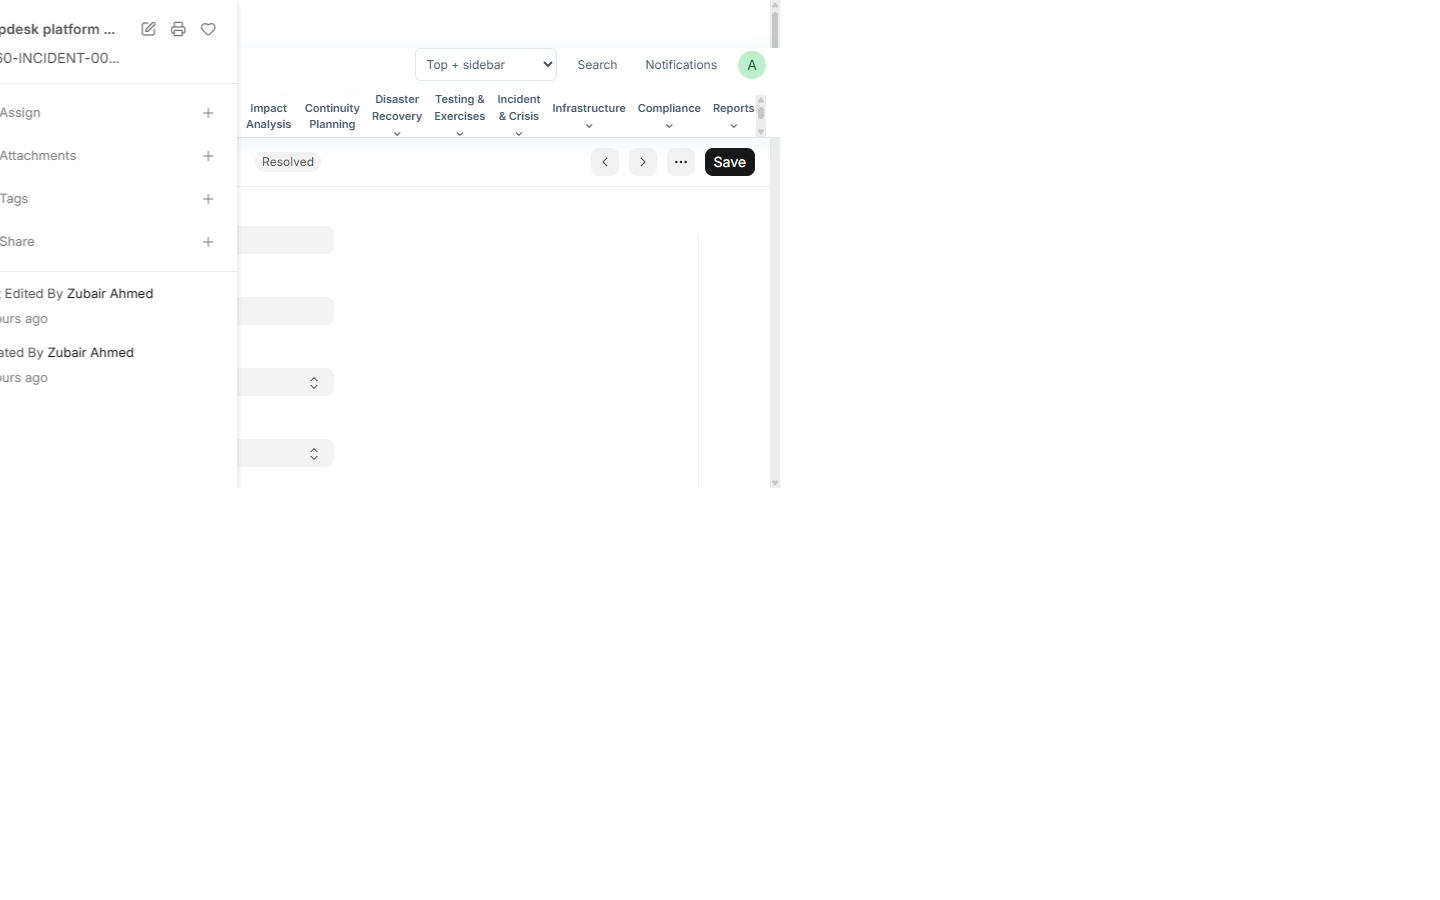 pdesk platform ...
60-INCIDENT-00...
Assign
Attachments
Tags
Share
Edited By Zubair Ahmed
ours ago
ated By Zubair Ahmed
ours ago
Top + sidebar
Search
Notifications
A
Impact Analysis
Continuity Planning
Disaster Recovery
Testing & Exercises
Incident & Crisis
Infrastructure
Compliance
Reports
Resolved
Save